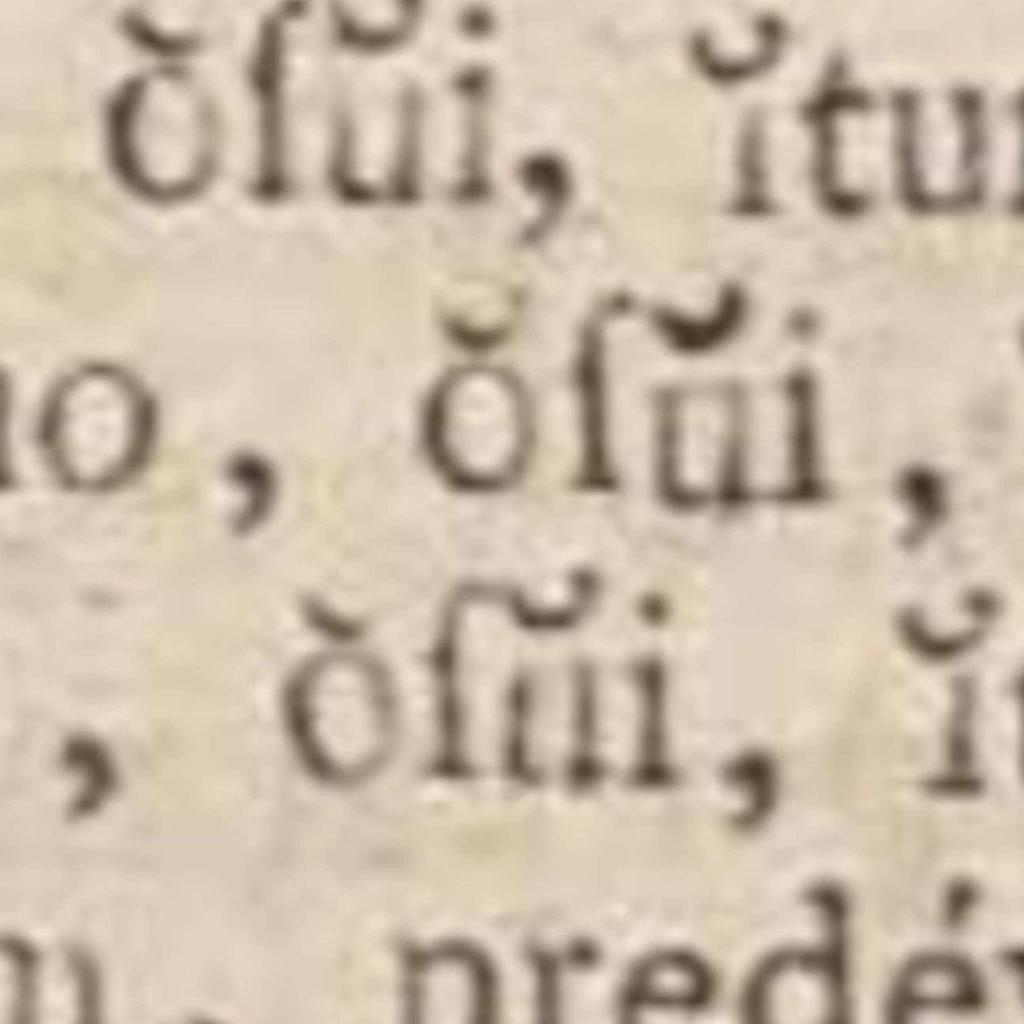 ŏſŭi, ĭtu
o, ŏſŭi,
, ŏſŭi, ĭ
predé